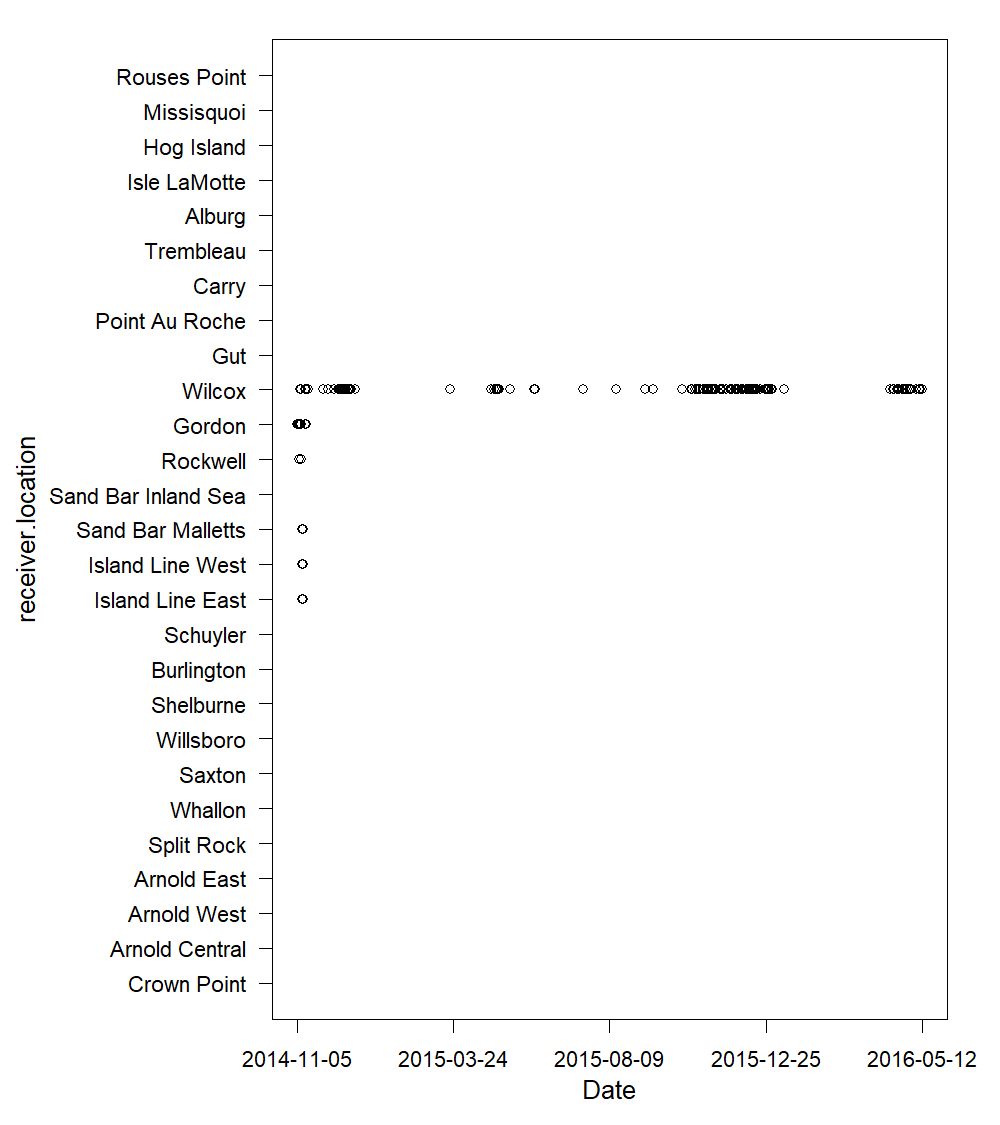 Rouses Point
Missisquoi
Hog Island
Isle LaMotte
Alburg
Trembleau
Carry
Point Au Roche
Gut
Wilcox
Gordon
Rockwell
Sand Bar Inland Sea
Sand Bar Malletts
Island Line West
Island Line East
Schuyler
Burlington
Shelburne
Willsboro
Saxton
Whallon
Split Rock
Arnold East
Arnold West
Arnold Central
Crown Point
receiver.location
2014-11-05 2015-03-24 2015-08-09 2015-12-25 2016-05-12
Date